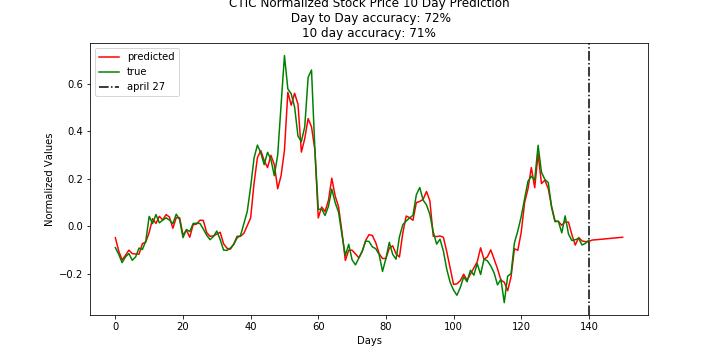 CTIC Normalized Stock Price 10 Day Prediction
Day to Day accuracy: 72%
10 day accuracy: 71%
predicted
true
april 27
Normalized Values
0.6
0.4
0.2
0.0
−0.2
0 20 40 60 80 100 120 140
Days